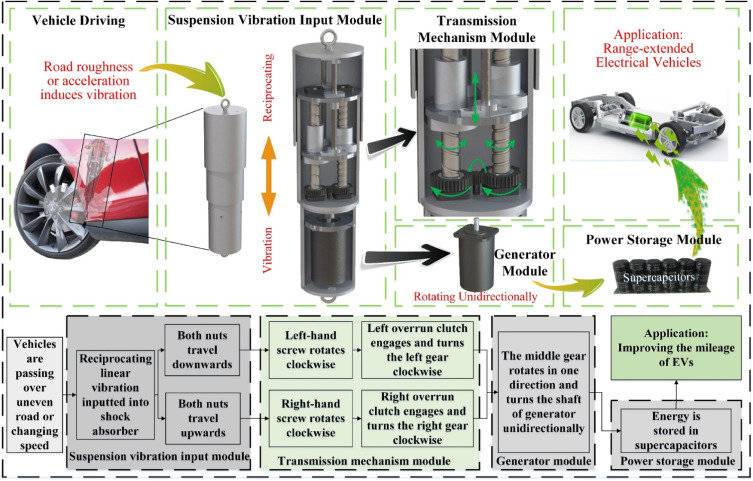 Vehicle Driving
Road roughness
or acceleration
induces vibration
Suspension Vibration Input Module
Reciprocating
Vibration
Transmission
Mechanism Module
Generator
Module
Rotating Unidirectionally
Application:
Range-extended
Electrical Vehicles
Power Storage Module
Supercapcitors
Vehicles are
passing over
uneven
road or
changing
speed
Reciprocating
linear
vibration
inputted into
shock
absorber
Both nuts
travel
downwards
Both nuts
travel
upwards
Suspension vibration input module
Left-hand
screw rotates
clockwise
Left overrun clutch
engages and turns
the left gear
clockwise
Right-hand
screw rotates
clockwise
Right overrun
clutch engages and
turns the right gear
clockwise
Transmission mechanism module
The middle gear
rotates in one
direction and
turns the shaft
of generator
unidirectionally
Generator module
Application:
Improving the mileage
of EVs
Energy is
stored in
supercapacitors
Power storage module